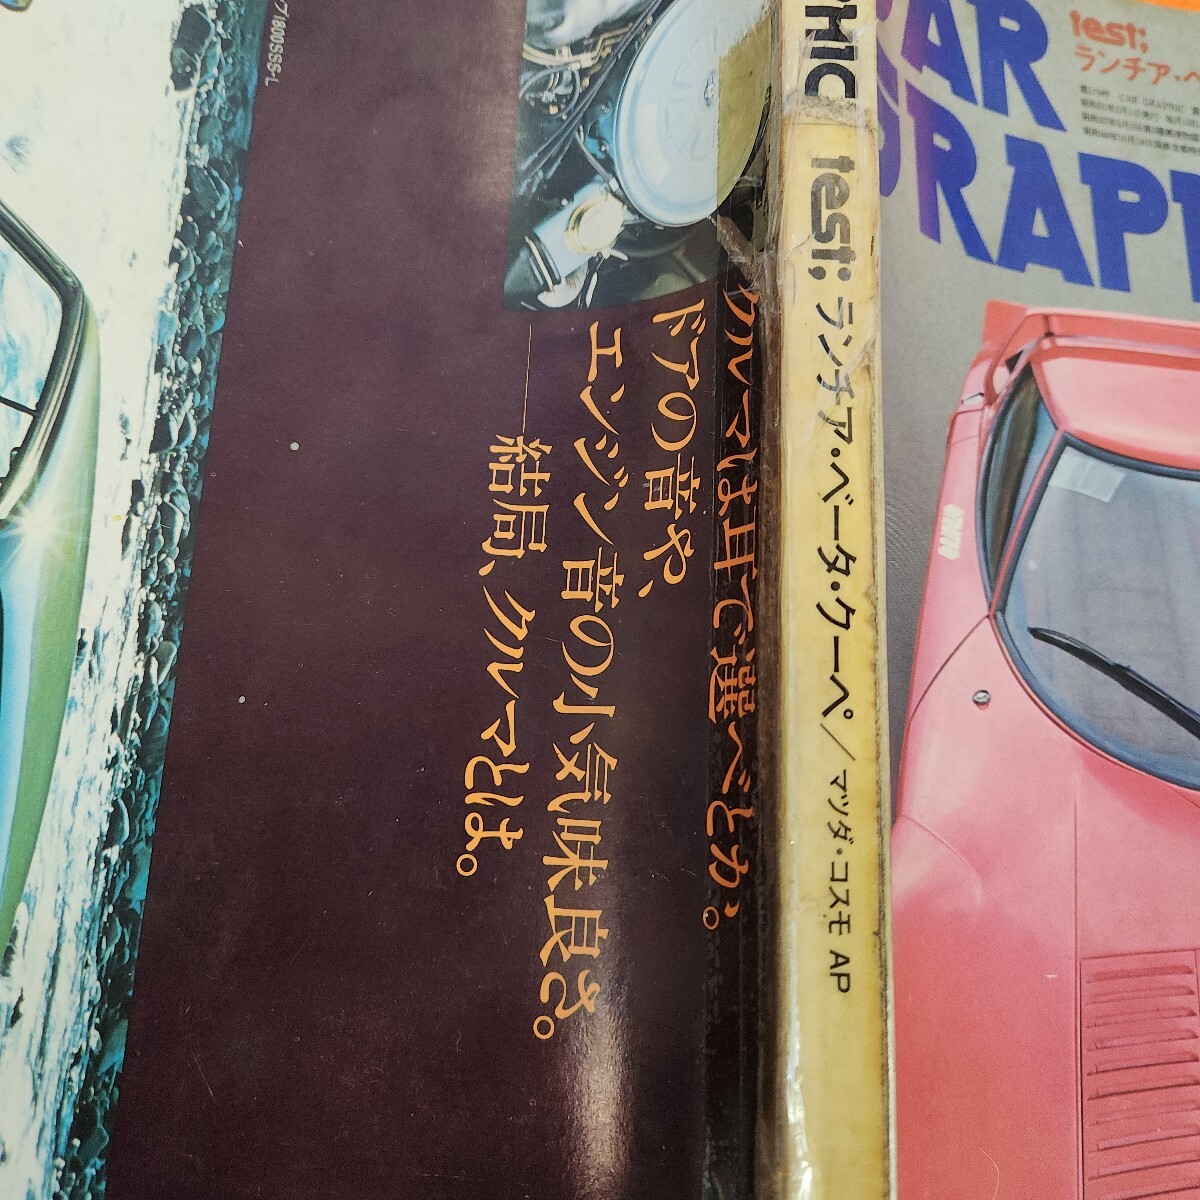 CAR
GRAPH
test;
ランチア・ベ
PHIC
test; ランチア・ベータ・クーペ/マツダ・コスモ AP
クルマは耳で選べとか。
ドアの音や、
エンジン音の小気味良さ。
結局、クルマとは。
1800SSS-L